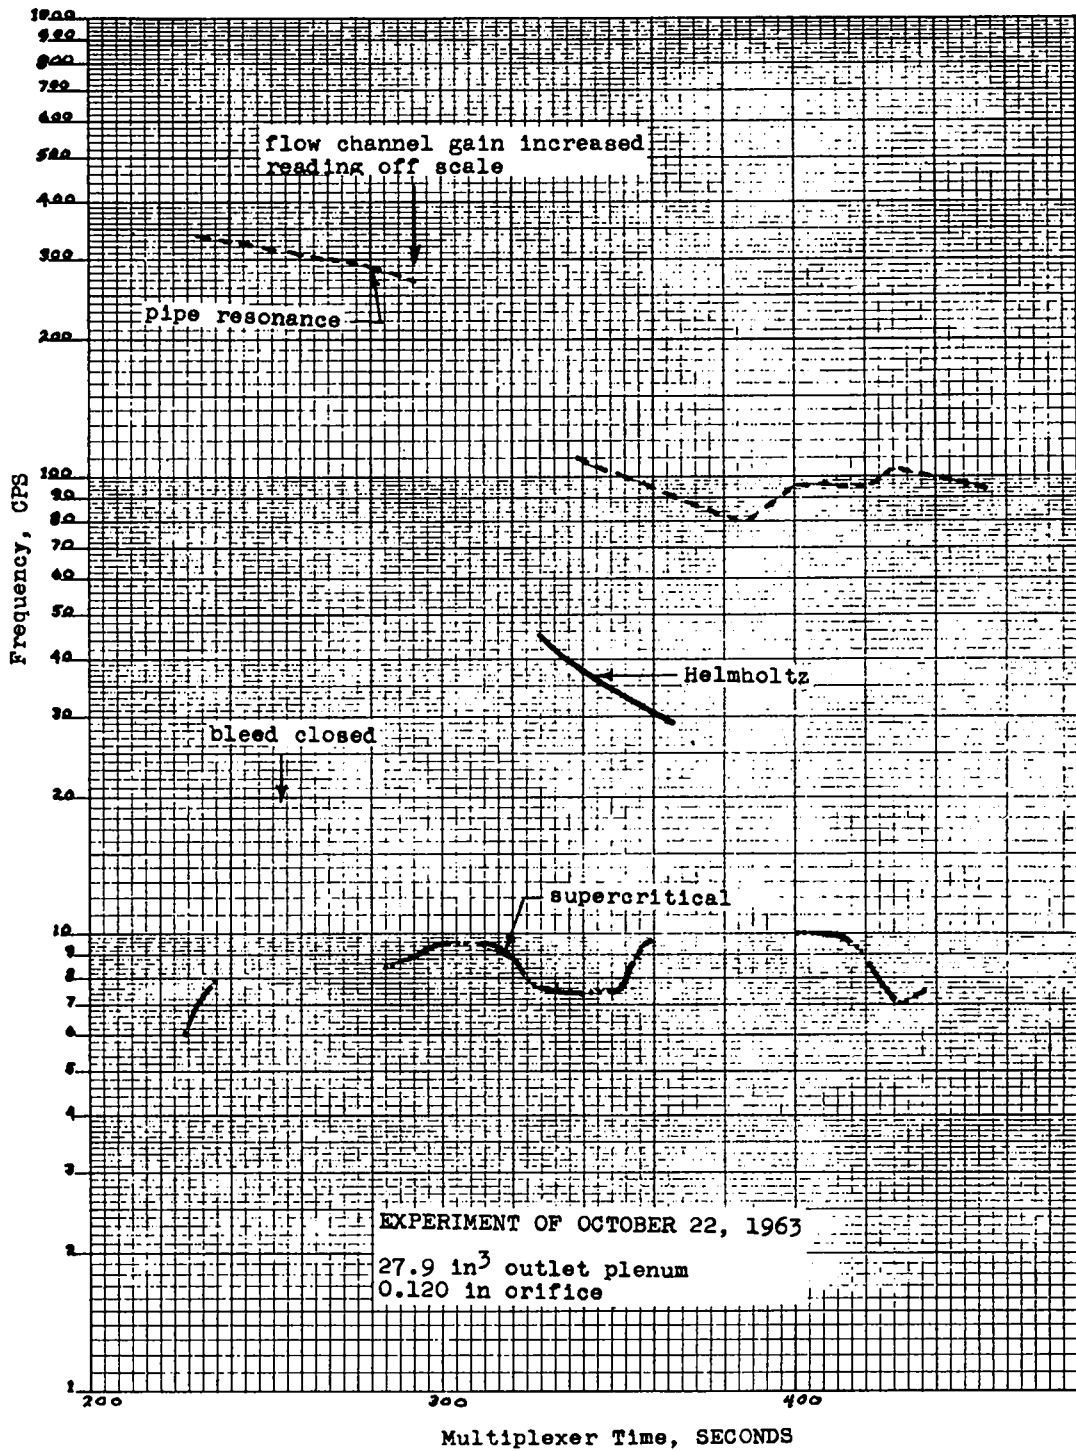 1000
900
800
700
600
500
400
300
200
100
90
80
70
60
50
40
30
20
10
9
8
7
6
5
4
3
2
1
Frequency, CPS
flow channel gain increased
reading off scale
pipe resonance
Helmholtz
bleed closed
supercritical
EXPERIMENT OF OCTOBER 22, 1963
27.9 in³ outlet plenum
0.120 in orifice
200
300
400
Multiplexer Time, SECONDS